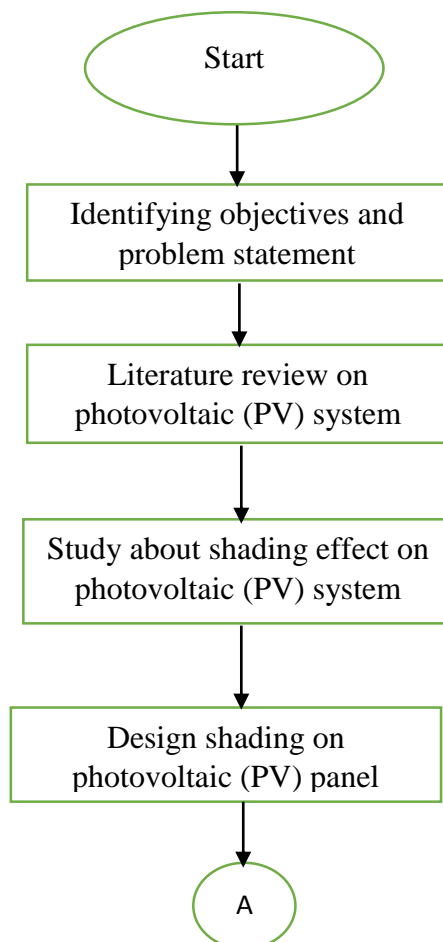 Start
Identifying objectives and
problem statement
Literature review on
photovoltaic (PV) system
Study about shading effect on
photovoltaic (PV) system
Design shading on
photovoltaic (PV) panel
A